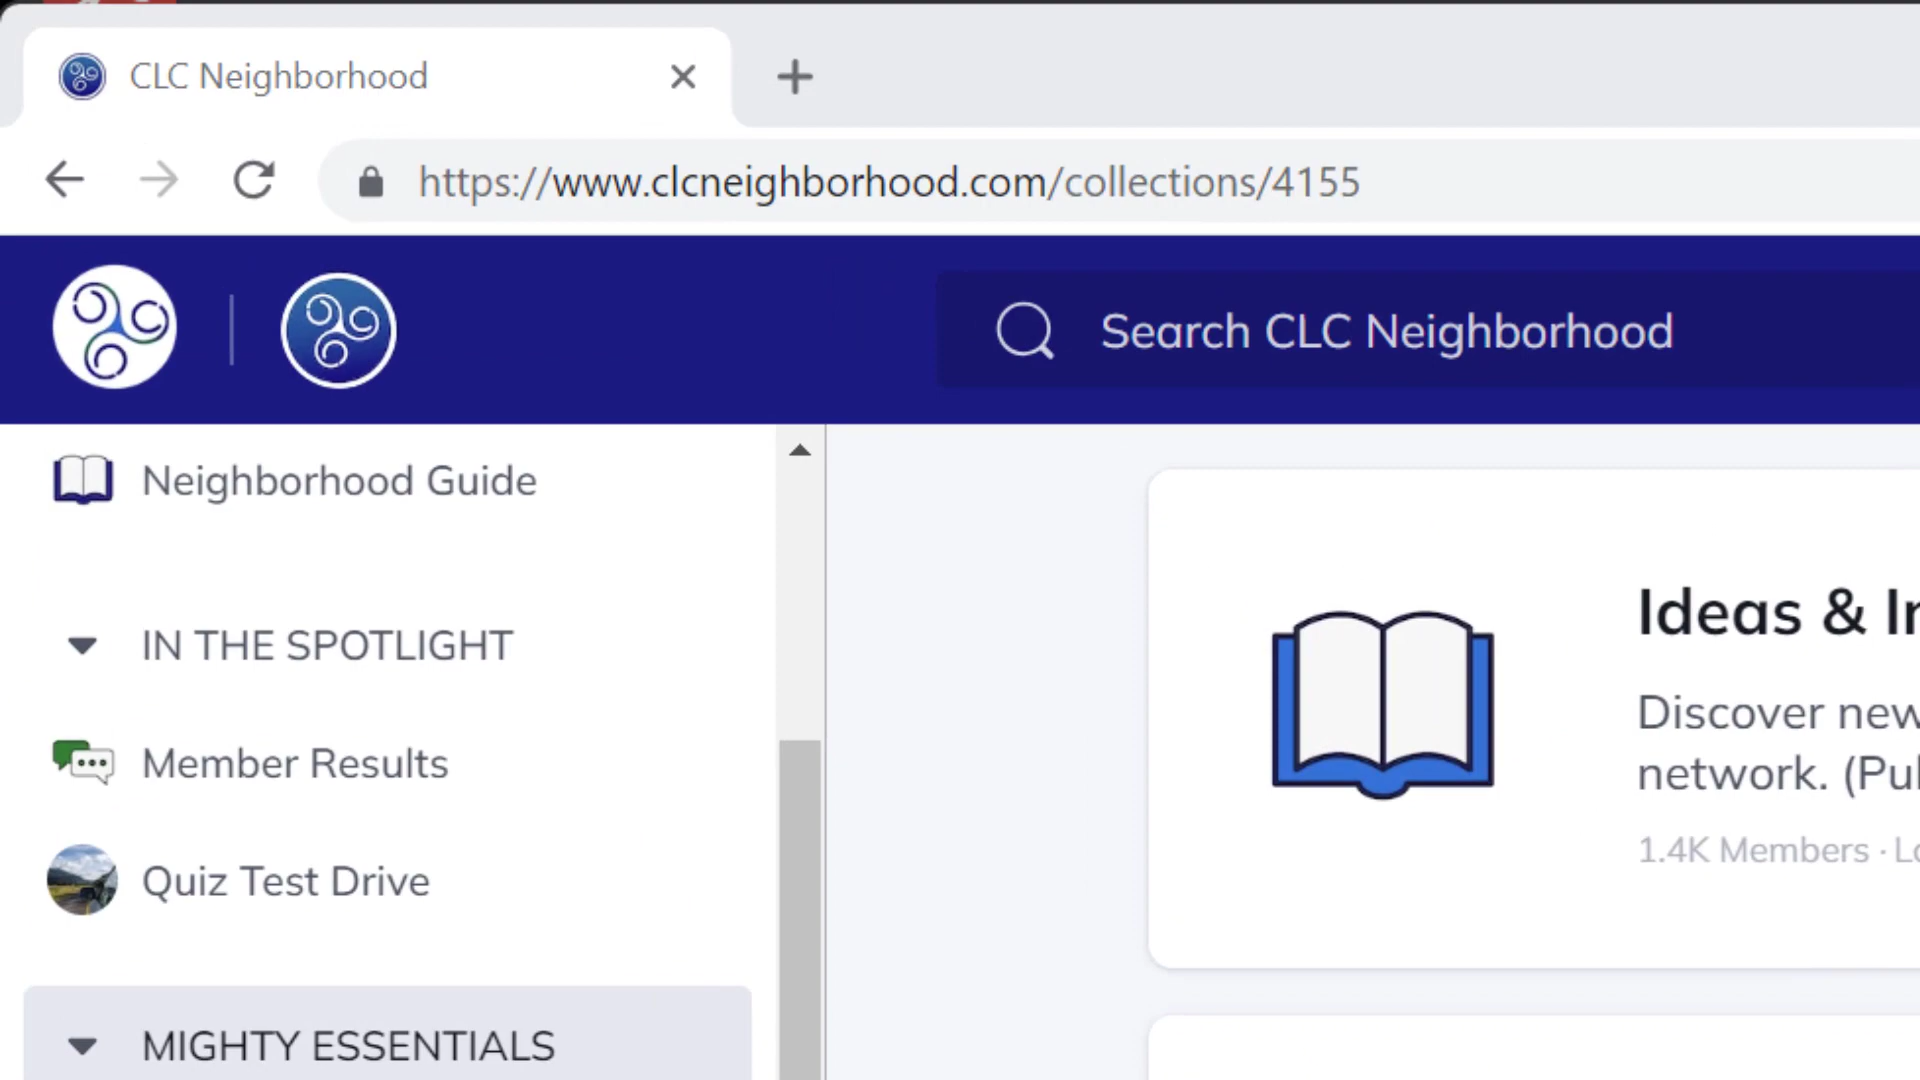 CLC Neighborhood
https://www.clcneighborhood.com/collections/4155
Search CLC Neighborhood
Neighborhood Guide
IN THE SPOTLIGHT
Member Results
Quiz Test Drive
MIGHTY ESSENTIALS
Ideas &
Discover new
network.
1.4K Members ·